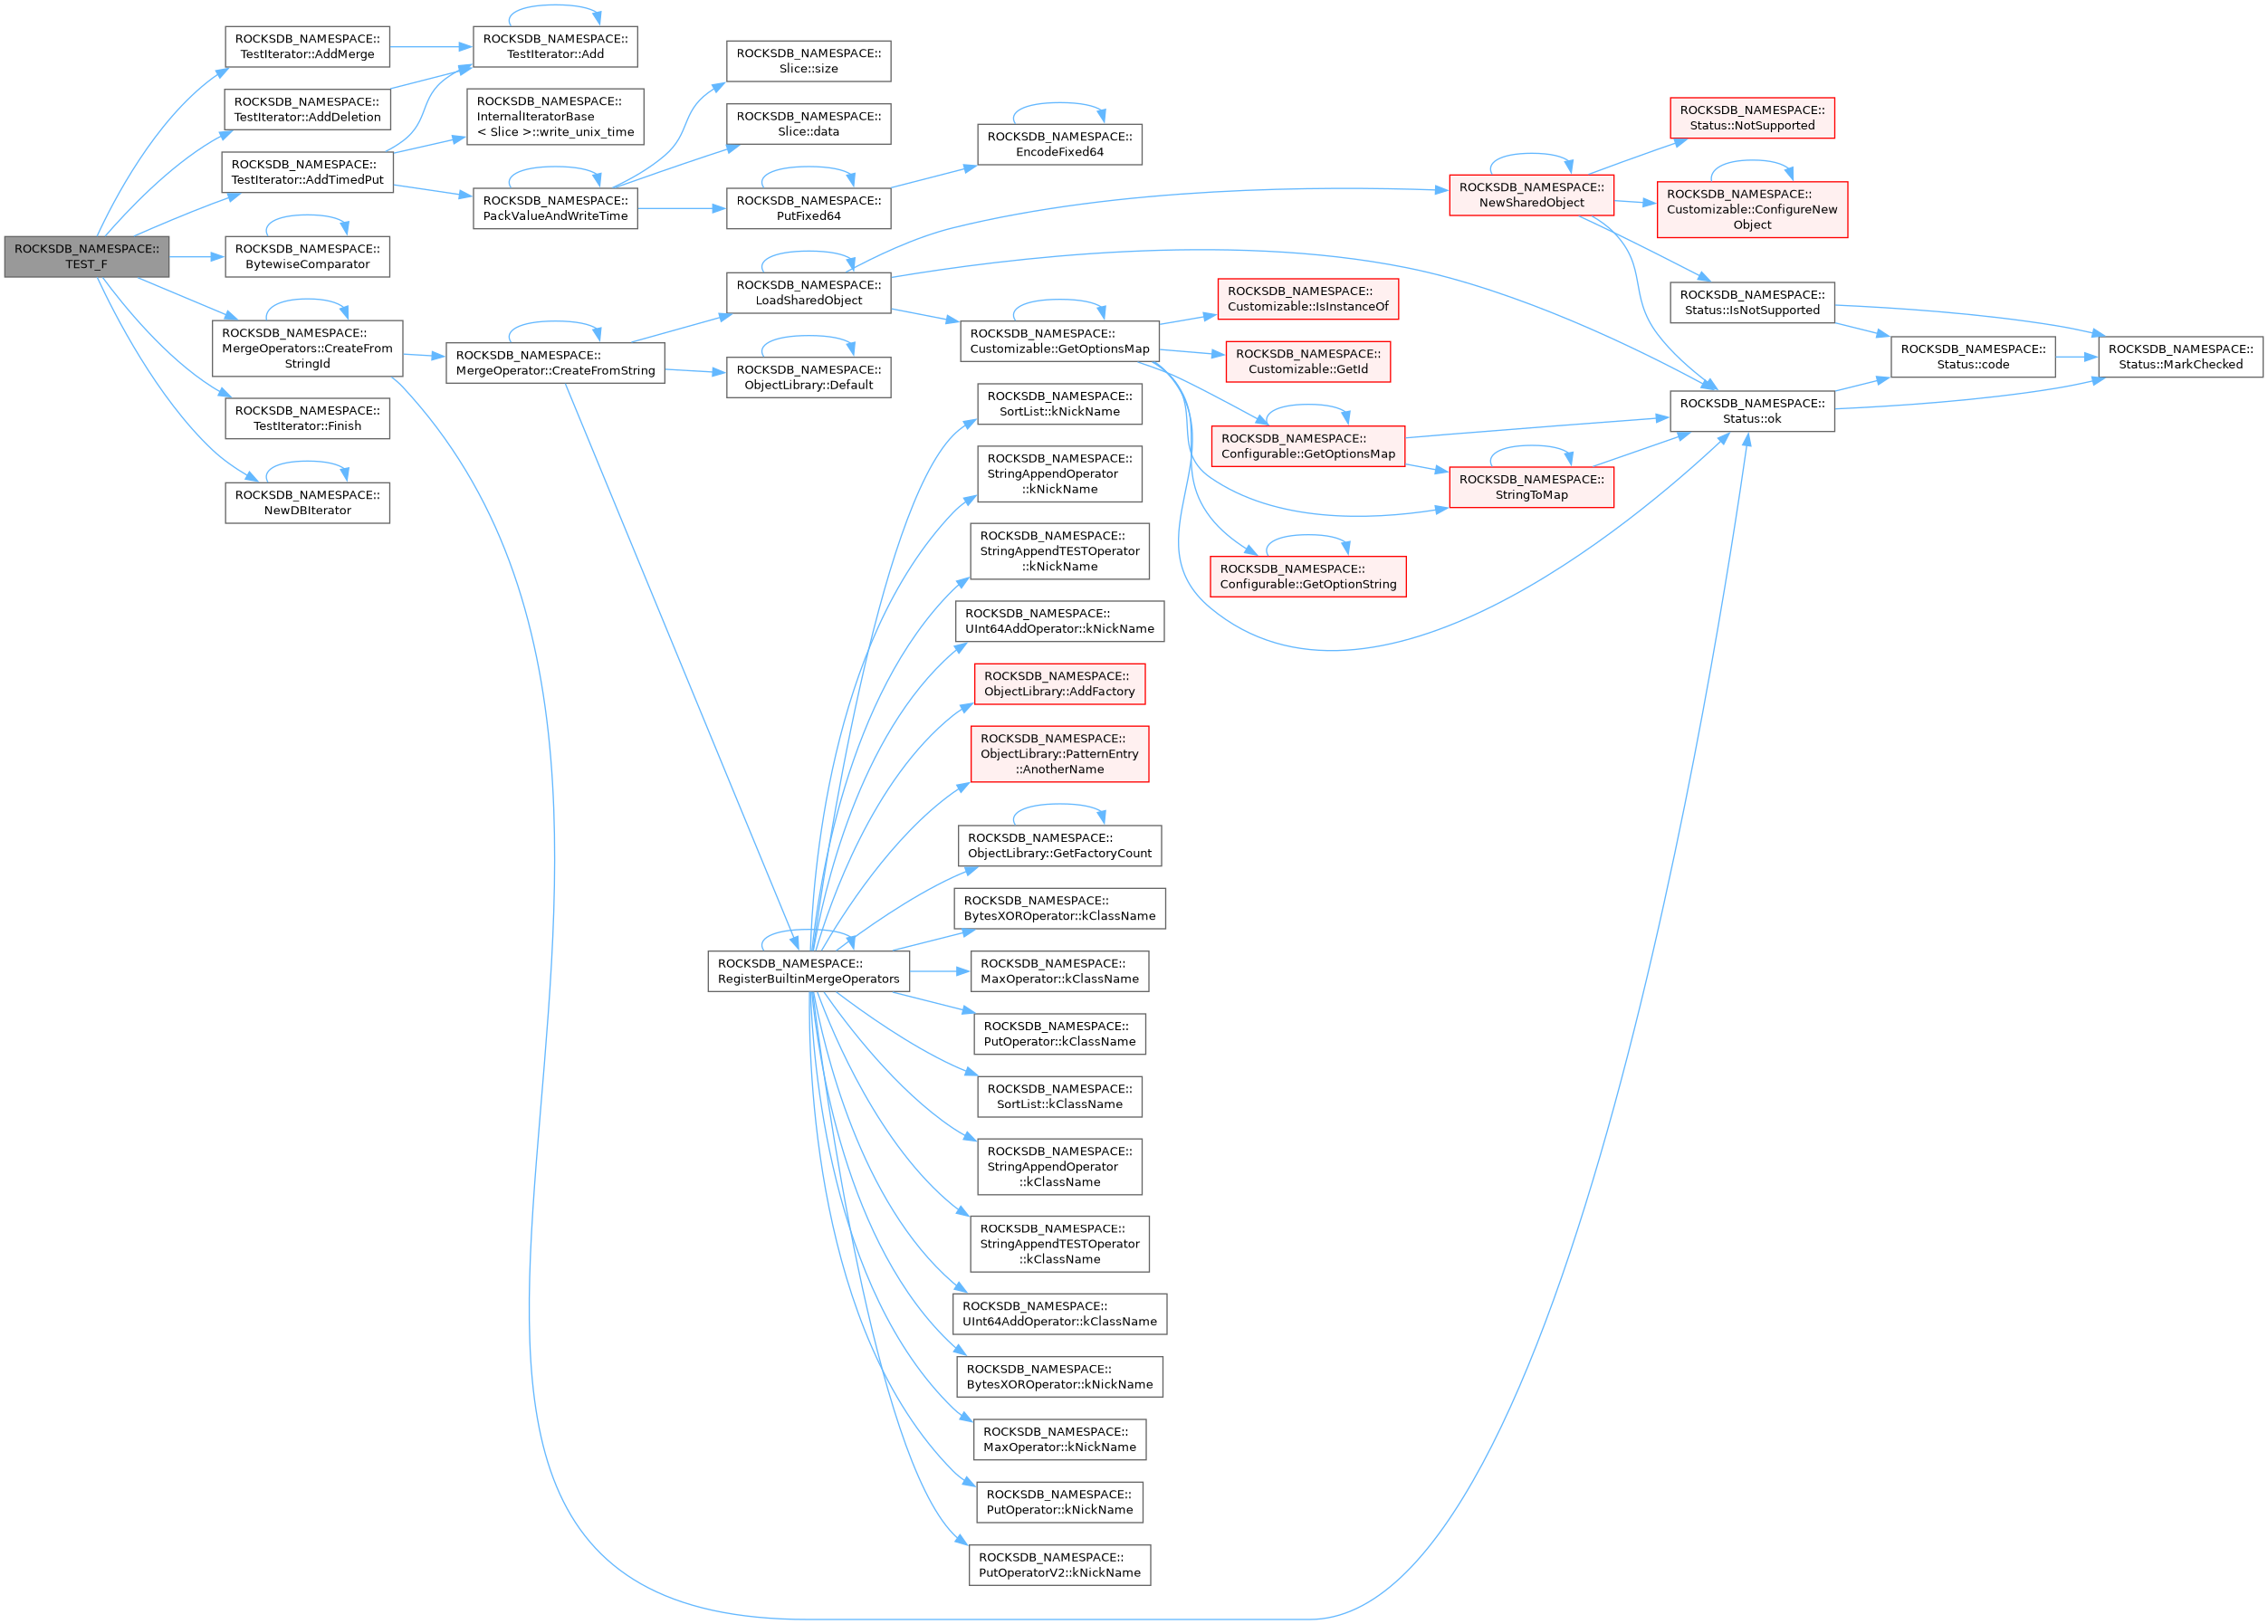 ROCKSDB_NAMESPACE::
TEST_F
ROCKSDB_NAMESPACE::
TestIterator::AddMerge
ROCKSDB_NAMESPACE::
TestIterator::AddDeletion
ROCKSDB_NAMESPACE::
TestIterator::AddTimedPut
ROCKSDB_NAMESPACE::
BytewiseComparator
ROCKSDB_NAMESPACE::
MergeOperators::CreateFrom
StringId
ROCKSDB_NAMESPACE::
TestIterator::Finish
ROCKSDB_NAMESPACE::
NewDBIterator
ROCKSDB_NAMESPACE::
TestIterator::Add
ROCKSDB_NAMESPACE::
InternalIteratorBase
< Slice >::write_unix_time
ROCKSDB_NAMESPACE::
PackValueAndWriteTime
ROCKSDB_NAMESPACE::
MergeOperator::CreateFromString
ROCKSDB_NAMESPACE::
Slice::size
ROCKSDB_NAMESPACE::
Slice::data
ROCKSDB_NAMESPACE::
PutFixed64
ROCKSDB_NAMESPACE::
LoadSharedObject
ROCKSDB_NAMESPACE::
ObjectLibrary::Default
ROCKSDB_NAMESPACE::
RegisterBuiltinMergeOperators
ROCKSDB_NAMESPACE::
EncodeFixed64
ROCKSDB_NAMESPACE::
Customizable::GetOptionsMap
ROCKSDB_NAMESPACE::
SortList::kNickName
ROCKSDB_NAMESPACE::
StringAppendOperator
::kNickName
ROCKSDB_NAMESPACE::
StringAppendTESTOperator
::kNickName
ROCKSDB_NAMESPACE::
UInt64AddOperator::kNickName
ROCKSDB_NAMESPACE::
ObjectLibrary::AddFactory
ROCKSDB_NAMESPACE::
ObjectLibrary::PatternEntry
::AnotherName
ROCKSDB_NAMESPACE::
ObjectLibrary::GetFactoryCount
ROCKSDB_NAMESPACE::
BytesXOROperator::kClassName
ROCKSDB_NAMESPACE::
MaxOperator::kClassName
ROCKSDB_NAMESPACE::
PutOperator::kClassName
ROCKSDB_NAMESPACE::
SortList::kClassName
ROCKSDB_NAMESPACE::
StringAppendOperator
::kClassName
ROCKSDB_NAMESPACE::
StringAppendTESTOperator
::kClassName
ROCKSDB_NAMESPACE::
UInt64AddOperator::kClassName
ROCKSDB_NAMESPACE::
BytesXOROperator::kNickName
ROCKSDB_NAMESPACE::
MaxOperator::kNickName
ROCKSDB_NAMESPACE::
PutOperator::kNickName
ROCKSDB_NAMESPACE::
PutOperatorV2::kNickName
ROCKSDB_NAMESPACE::
Customizable::IsInstanceOf
ROCKSDB_NAMESPACE::
Customizable::GetId
ROCKSDB_NAMESPACE::
Configurable::GetOptionsMap
ROCKSDB_NAMESPACE::
Configurable::GetOptionString
ROCKSDB_NAMESPACE::
NewSharedObject
ROCKSDB_NAMESPACE::
StringToMap
ROCKSDB_NAMESPACE::
Status::NotSupported
ROCKSDB_NAMESPACE::
Customizable::ConfigureNew
Object
ROCKSDB_NAMESPACE::
Status::IsNotSupported
ROCKSDB_NAMESPACE::
Status::ok
ROCKSDB_NAMESPACE::
Status::code
ROCKSDB_NAMESPACE::
Status::MarkChecked